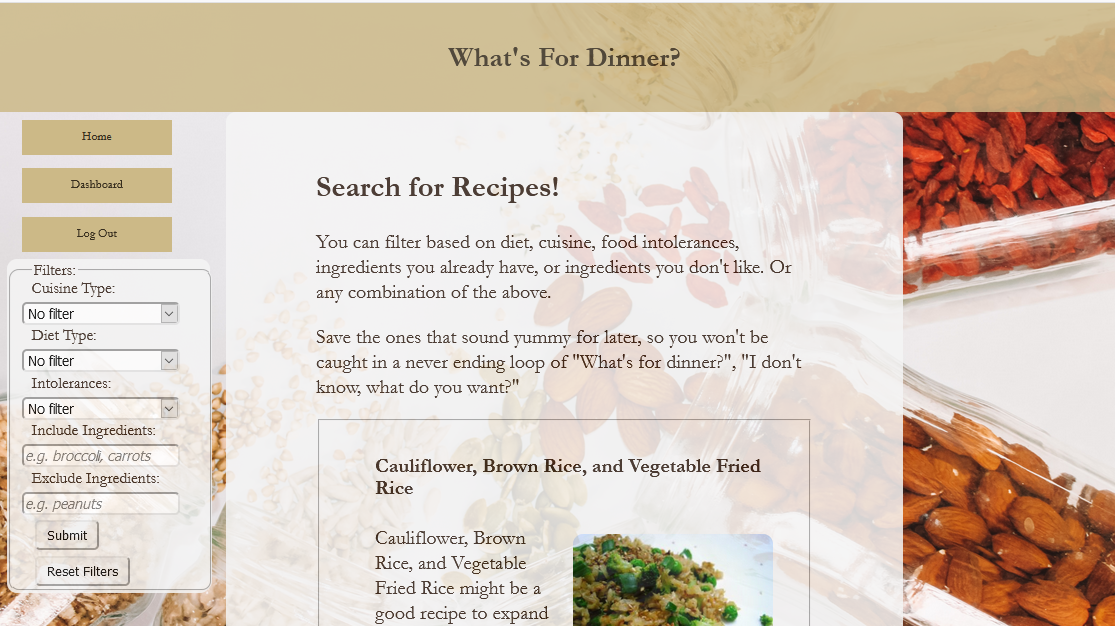 What's For Dinner?
Home
Dashboard
Log Out
Filters:
Cuisine Type:
No filter
Diet Type:
No filter
Intolerances:
No filter
Include Ingredients:
e.g. broccoli, carrots
Exclude Ingredients:
e.g. peanuts
Submit
Reset Filters
Search for Recipes!
You can filter based on diet, cuisine, food intolerances,
ingredients you already have, or ingredients you don't like. Or
any combination of the above.
Save the ones that sound yummy for later, so you won't be
caught in a never ending loop of "What's for dinner?", "I don't
know, what do you want?"
Cauliflower, Brown Rice, and Vegetable Fried
Rice
Cauliflower, Brown
Rice, and Vegetable
Fried Rice might be a
good recipe to expand